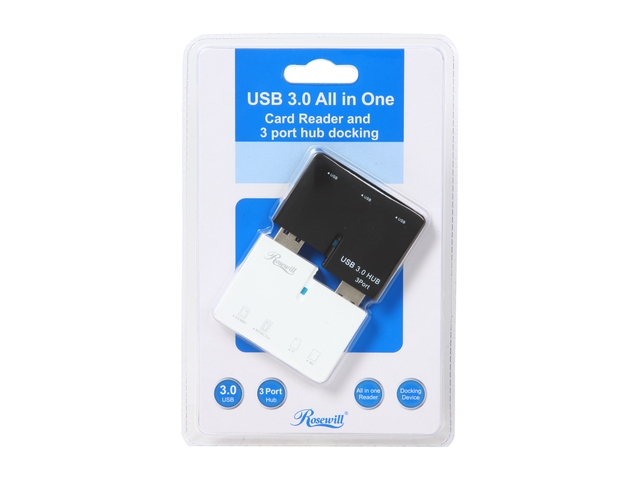 USB 3.0 All in One
Card Reader and
3 port hub docking
USB
USB
USB
USB 3.0 HUB
3Port
Rosewill
3.0
USB
3 Port
Hub
All in one
Reader
Docking
Device
Rosewill®